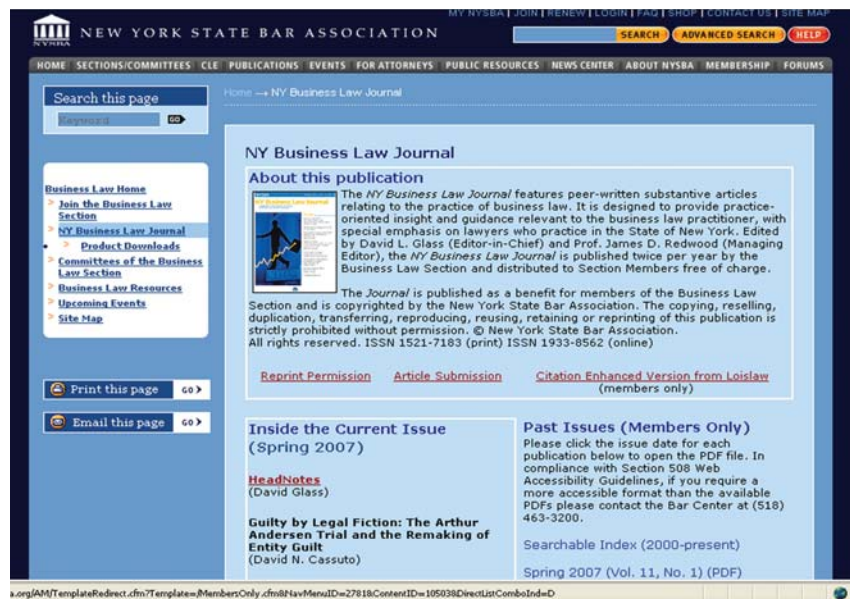 MY NYSBA | JOIN | RENEW | LOGIN | FAQ | SHOP | CONTACT US | SITE MAP
NYSBA
NEW YORK STATE BAR ASSOCIATION
SEARCH ADVANCED SEARCH HELP
HOME SECTIONS/COMMITTEES CLE PUBLICATIONS EVENTS FOR ATTORNEYS PUBLIC RESOURCES NEWS CENTER ABOUT NYSBA MEMBERSHIP FORUMS
Search this page
Keyword GO
Business Law Home
> Join the Business Law
Section
> NY Business Law Journal
> Product Downloads
> Committees of the Business
Law Section
> Business Law Resources
> Upcoming Events
> Site Map
Print this page GO >
Email this page GO >
Home → NY Business Law Journal
NY Business Law Journal
About this publication
NY Business Law Journal
The NY Business Law Journal features peer-written substantive articles
relating to the practice of business law. It is designed to provide practice-
oriented insight and guidance relevant to the business law practitioner, with
special emphasis on lawyers who practice in the State of New York. Edited
by David L. Glass (Editor-in-Chief) and Prof. James D. Redwood (Managing
Editor), the NY Business Law Journal is published twice per year by the
Business Law Section and distributed to Section Members free of charge.
The Journal is published as a benefit for members of the Business Law
Section and is copyrighted by the New York State Bar Association. The copying, reselling,
duplication, transferring, reproducing, reusing, retaining or reprinting of this publication is
strictly prohibited without permission. © New York State Bar Association.
All rights reserved. ISSN 1521-7183 (print) ISSN 1933-8562 (online)
Reprint Permission Article Submission Citation Enhanced Version from Loislaw
(members only)
Inside the Current Issue
(Spring 2007)
HeadNotes
(David Glass)
Guilty by Legal Fiction: The Arthur
Andersen Trial and the Remaking of
Entity Guilt
(David N. Cassuto)
Past Issues (Members Only)
Please click the issue date for each
publication below to open the PDF file. In
compliance with Section 508 Web
Accessibility Guidelines, if you require a
more accessible format than the available
PDFs please contact the Bar Center at (518)
463-3200.
Searchable Index (2000-present)
Spring 2007 (Vol. 11, No. 1) (PDF)
a.org/AM/TemplateRedirect.cfm?Template=/MembersOnly.cfm&NavMenuID=2781&ContentID=105038DirectListComboInd=D